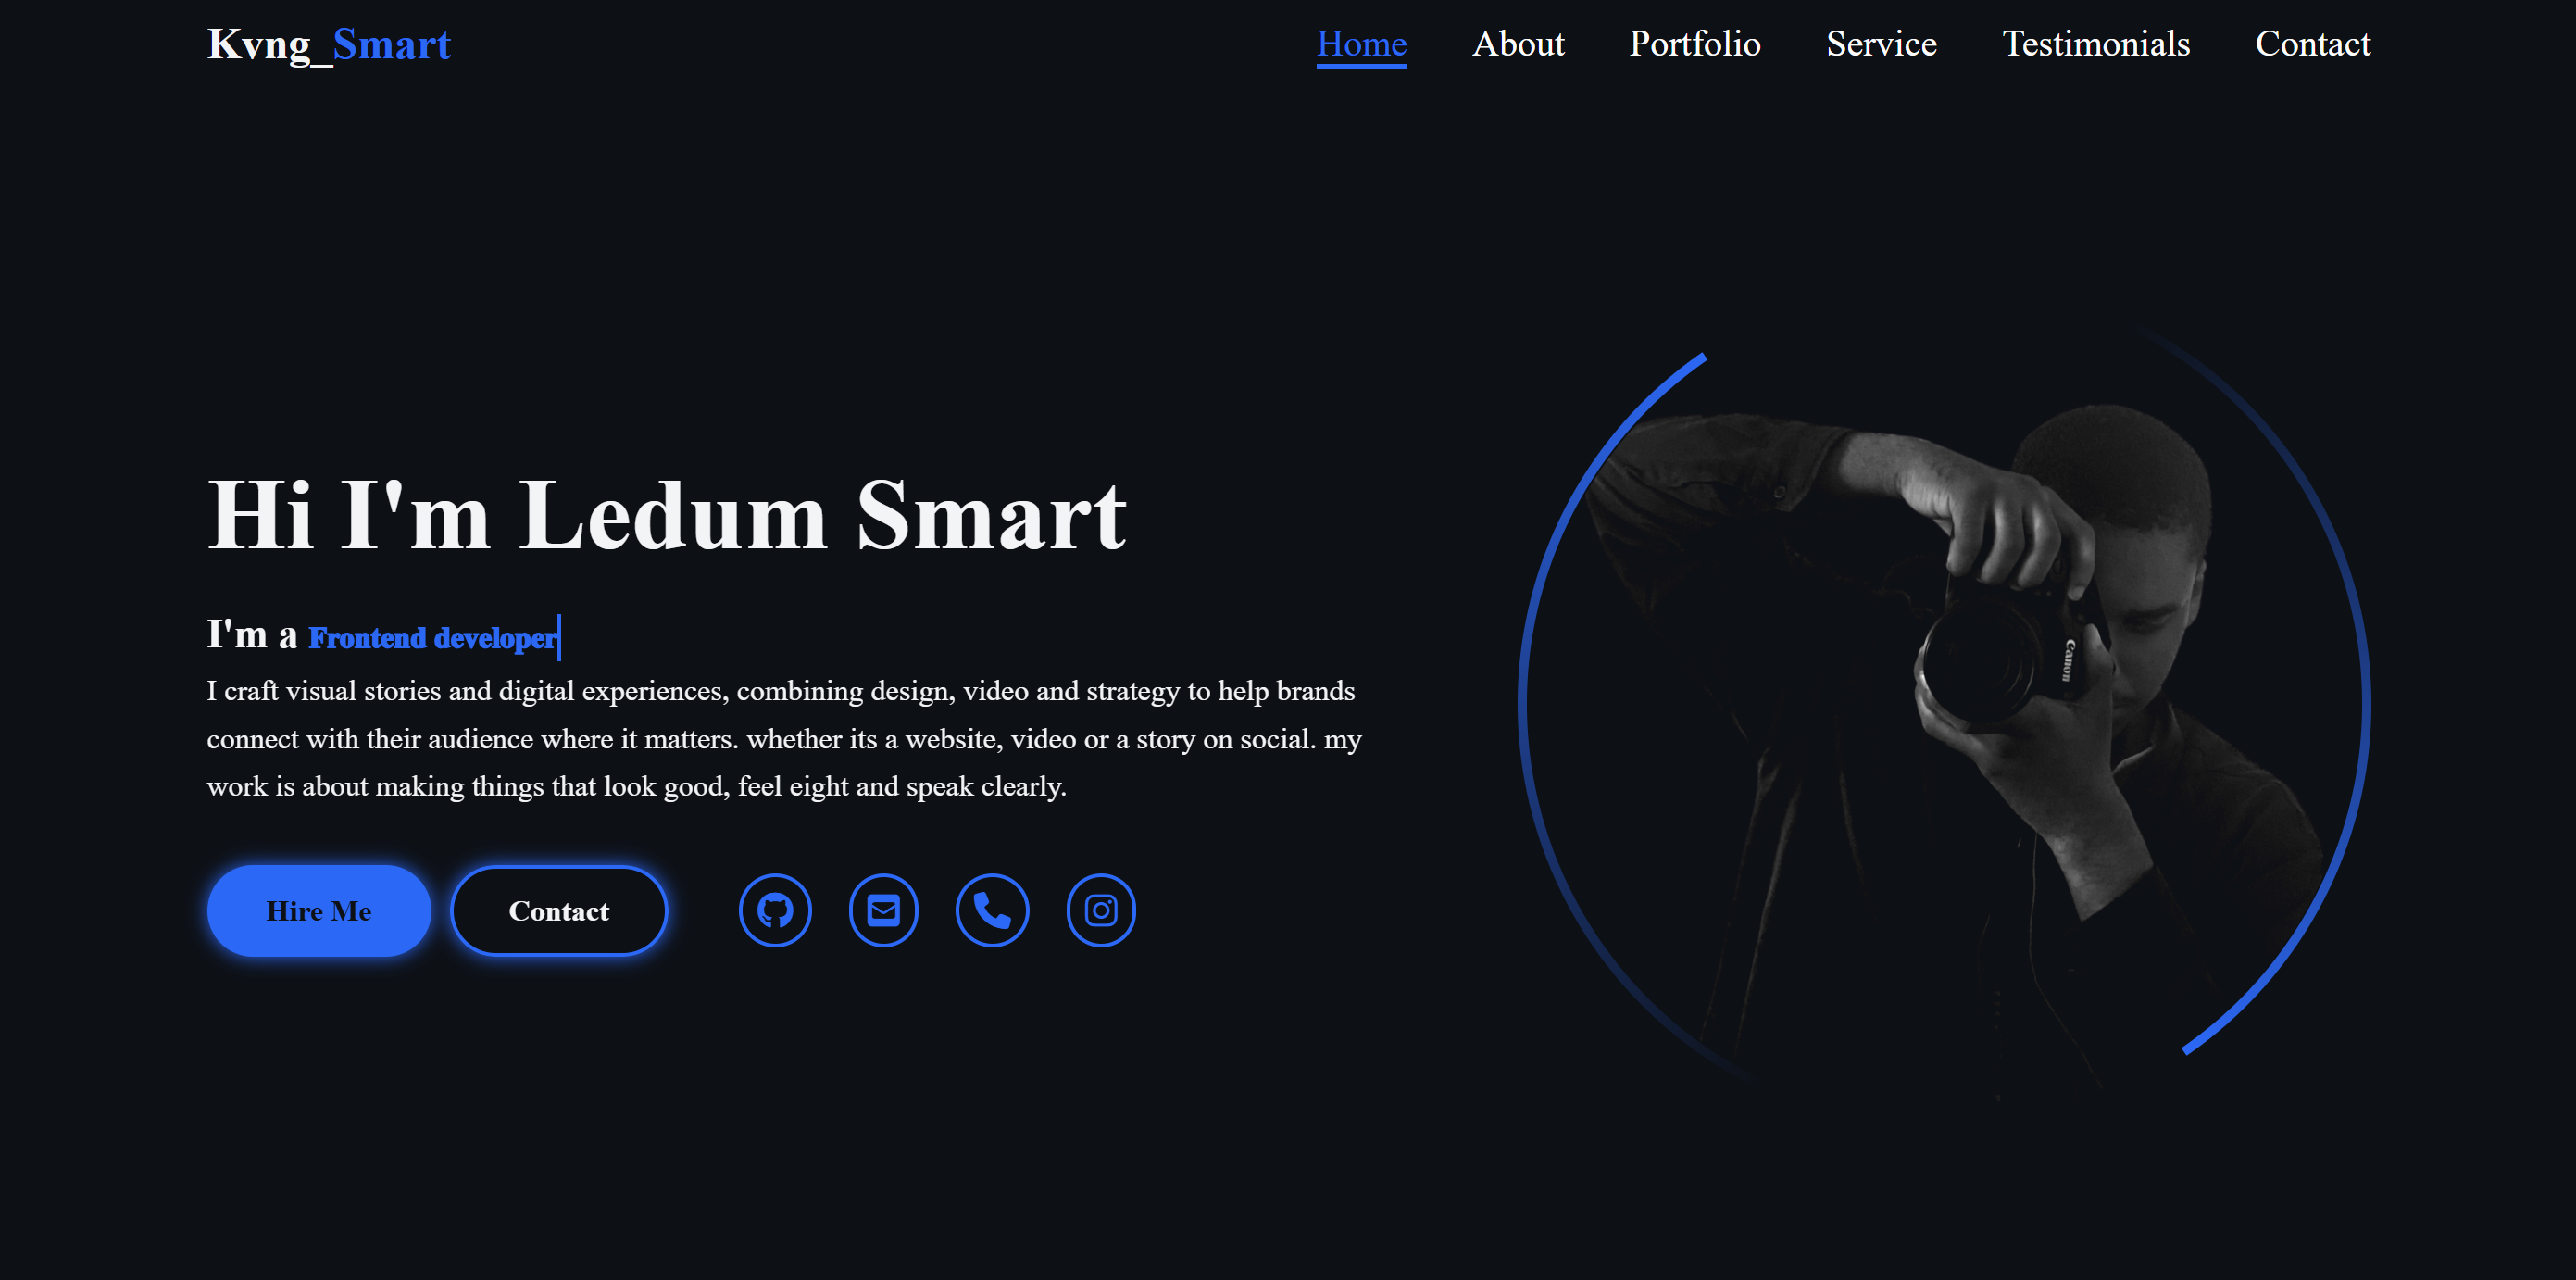 Kvng_Smart
Home About Portfolio Service Testimonials Contact
Hi I'm Ledum Smart
I'm a Frontend developer
I craft visual stories and digital experiences, combining design, video and strategy to help brands
connect with their audience where it matters. whether its a website, video or a story on social. my
work is about making things that look good, feel eight and speak clearly.
Hire Me Contact
Canon